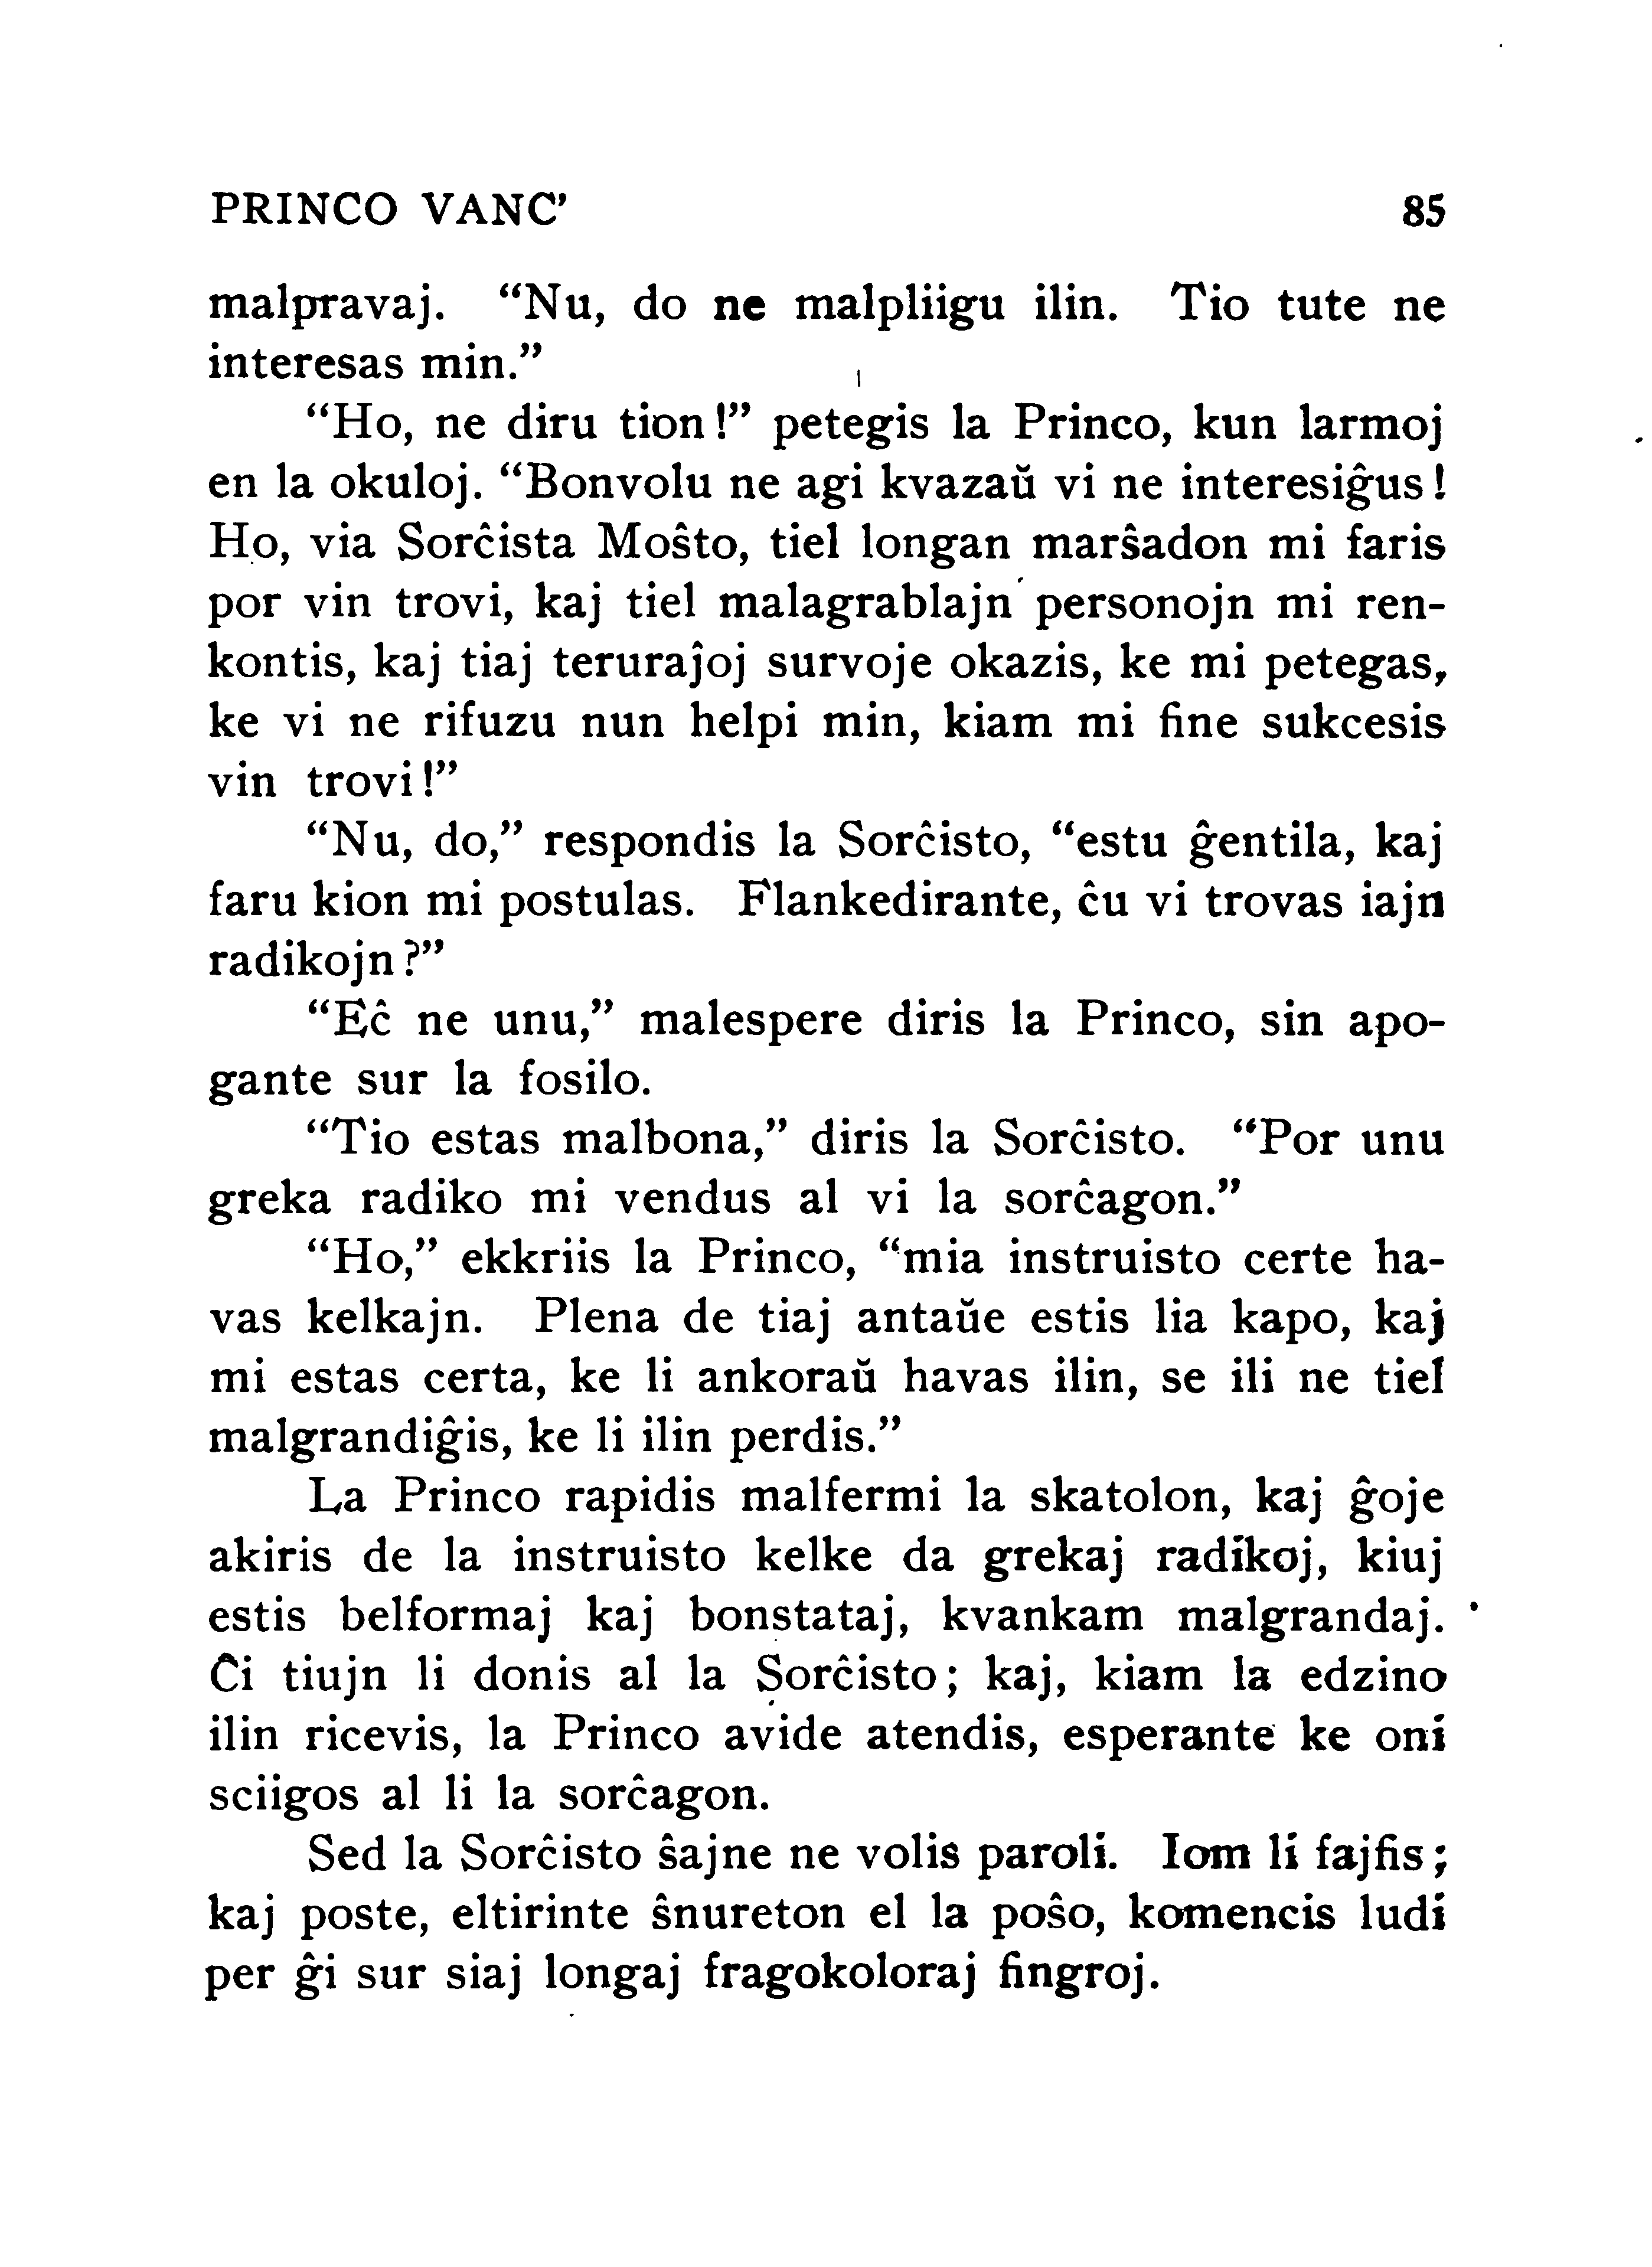 PRINCO VANC’ 85
malpravaj. “Nu, do ne malpliigu ilin. Tio tute ne
interesas min.”
“Ho, ne diru tion!” petegis la Princo, kun larmoj
en la okuloj. “Bonvolu ne agi kvazaŭ vi ne interesiĝus!
Ho, via Sorĉista Moŝto, tiel longan marŝadon mi faris
por vin trovi, kaj tiel malagrablajn personojn mi ren-
kontis, kaj tiaj teruraĵoj survoje okazis, ke mi petegas,
ke vi ne rifuzu nun helpi min, kiam mi fine sukcesis
vin trovi!”
“Nu, do,” respondis la Sorĉisto, “estu ĝentila, kaj
faru kion mi postulas. Flankedirante, ĉu vi trovas iajn
radikojn?”
“Eĉ ne unu,” malespere diris la Princo, sin apo-
gante sur la fosilo.
“Tio estas malbona,” diris la Sorĉisto. “Por unu
greka radiko mi vendus al vi la sorĉagon.”
“Ho,” ekkriis la Princo, “mia instruisto certe ha-
vas kelkajn. Plena de tiaj antaŭe estis lia kapo, kaj
mi estas certa, ke li ankoraŭ havas ilin, se ili ne tiel
malgrandiĝis, ke li ilin perdis.”
La Princo rapidis malfermi la skatolon, kaj ĝoje
akiris de la instruisto kelke da grekaj radikoj, kiuj
estis belformaj kaj bonstataj, kvankam malgrandaj.
Ĉi tiujn li donis al la Sorĉisto; kaj, kiam la edzino
ilin ricevis, la Princo avide atendis, esperante ke oni
sciigos al li la sorĉagon.
Sed la Sorĉisto ŝajne ne volis paroli. Iom li fajfis;
kaj poste, eltirinte ŝnureton el la poŝo, komencis ludi
per ĝi sur siaj longaj fragokoloraj fingroj.